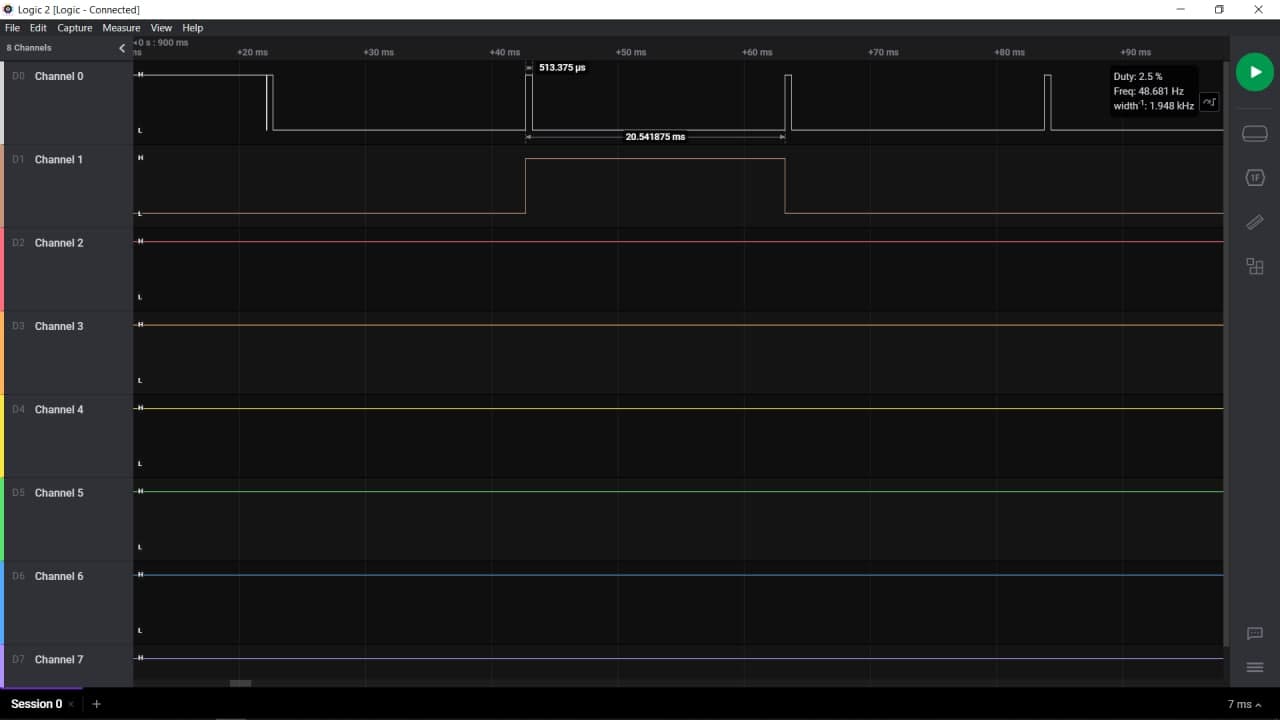 Logic 2 [Logic - Connected]
File Edit Capture Measure View Help
8 Channels
0 s : 900 ms
+20 ms +30 ms +40 ms +50 ms +60 ms +70 ms +80 ms +90 ms
D0 Channel 0
H
L
513.375 µs
20.541875 ms
Duty: 2.5 %
Freq: 48.681 Hz
width-1: 1.948 kHz
1F
D1 Channel 1
H
L
D2 Channel 2
H
L
D3 Channel 3
H
L
D4 Channel 4
H
L
D5 Channel 5
H
L
D6 Channel 6
H
L
D7 Channel 7
H
Session 0
7 ms